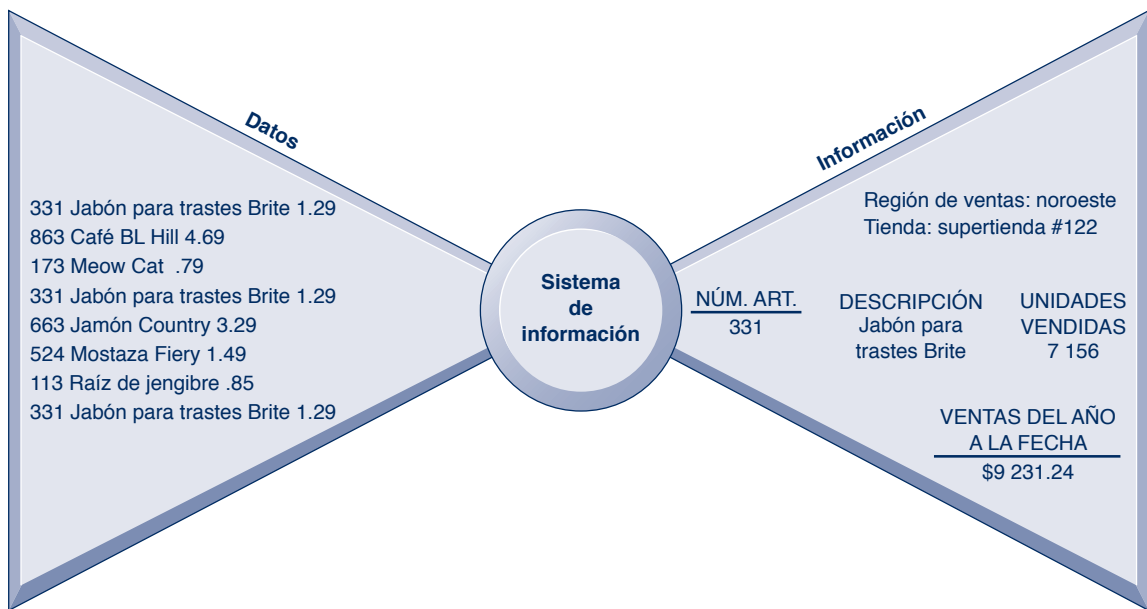 Datos
331 Jabón para trastes Brite 1.29
863 Café BL Hill 4.69
173 Meow Cat .79
331 Jabón para trastes Brite 1.29
663 Jamón Country 3.29
524 Mostaza Fiery 1.49
113 Raíz de jengibre .85
331 Jabón para trastes Brite 1.29
Sistema
de
información
Información
Región de ventas: noroeste
Tienda: supertienda #122
NÚM. ART.
331
DESCRIPCIÓN
Jabón para
trastes Brite
UNIDADES
VENDIDAS
7 156
VENTAS DEL AÑO
A LA FECHA
$9 231.24